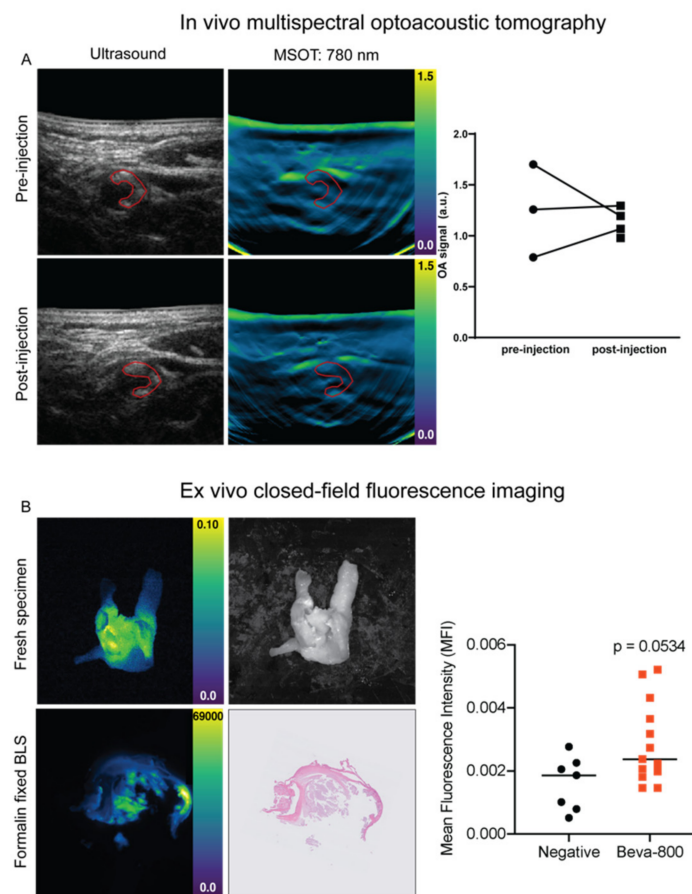 In vivo multispectral optoacoustic tomography
A
Ultrasound
MSOT: 780 nm
Pre-injection
1.5
0.0
Post-injection
1.5
0.0
OA signal (a.u.)
2.0
1.5
1.0
0.5
0.0
pre-injection
post-injection
Ex vivo closed-field fluorescence imaging
B
Fresh specimen
0.10
0.0
Formalin fixed BLS
69000
0.0
Mean Fluorescence Intensity (MFI)
0.006
0.004
0.002
0.000
p = 0.0534
Negative
Beva-800